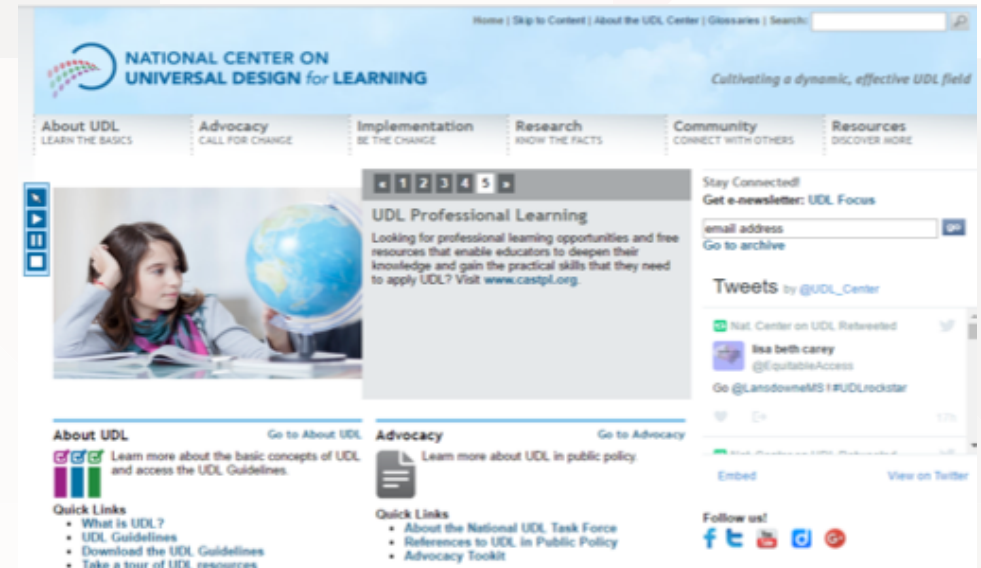 Home | Skip to Content | About the UDL Center | Glossaries | Search:
NATIONAL CENTER ON
UNIVERSAL DESIGN for LEARNING
Cultivating a dynamic, effective UDL field
About UDL
LEARN THE BASICS
Advocacy
CALL FOR CHANGE
Implementation
BE THE CHANGE
Research
KNOW THE FACTS
Community
CONNECT WITH OTHERS
Resources
DISCOVER MORE
« 1 2 3 4 5 »
UDL Professional Learning
Looking for professional learning opportunities and free
resources that enable educators to deepen their
knowledge and gain the practical skills that they need
to apply UDL? Visit www.castpl.org.
Stay Connected!
Get e-newsletter: UDL Focus
email address
go
Go to archive
Tweets by @UDL_Center
Nat. Center on UDL Retweeted
lisa beth carey
@EquitableAccess
Go @LansdowneMS ! #UDLrockstar
17h
Embed
View on Twitter
Follow us!
About UDL
Go to About UDL
Learn more about the basic concepts of UDL
and access the UDL Guidelines.
Quick Links
• What is UDL?
• UDL Guidelines
• Download the UDL Guidelines
• Take a tour of UDL resources
Advocacy
Go to Advocacy
Learn more about UDL in public policy.
Quick Links
• About the National UDL Task Force
• References to UDL in Public Policy
• Advocacy Tookit